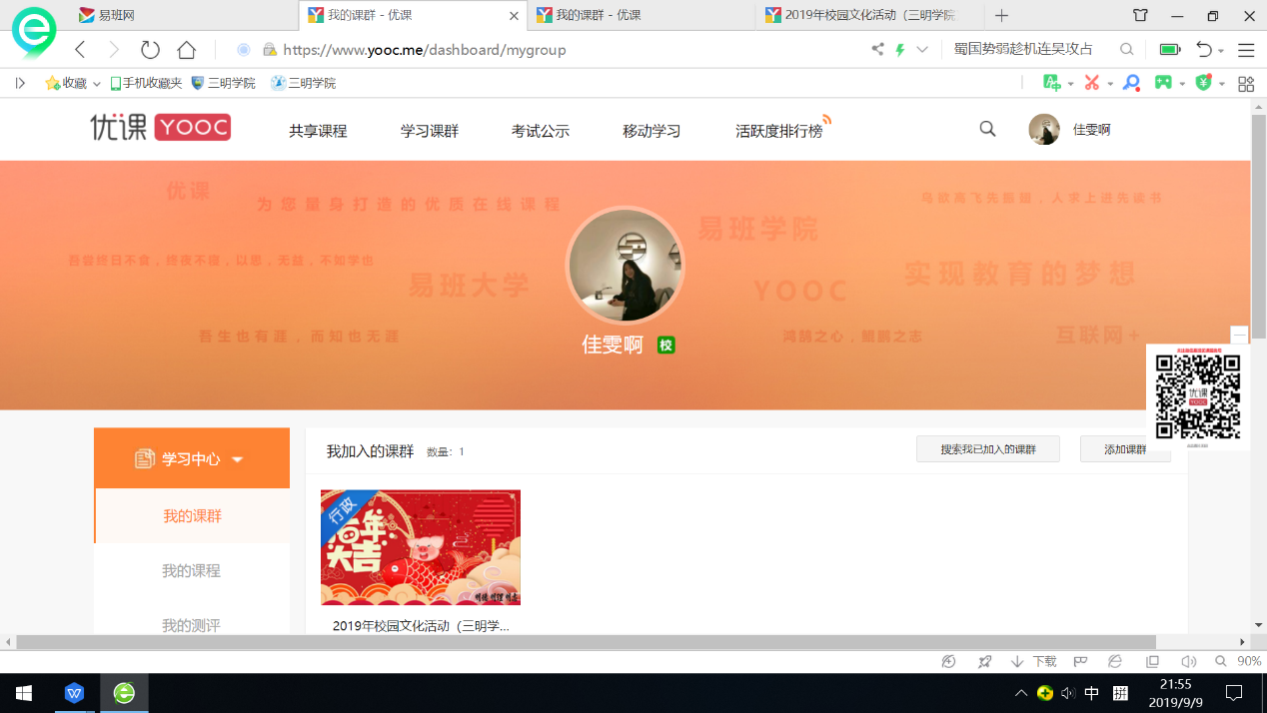 易班网
我的课群 - 优课
我的课群 - 优课
2019年校园文化活动（三明学院
https://www.yooc.me/dashboard/mygroup
蜀国势弱趁机连吴攻占
收藏
手机收藏夹
三明学院
三明学院
优课 YOOC
共享课程
学习课群
考试公示
移动学习
活跃度排行榜
佳雯啊
优课
为您量身打造的优质在线课程
易班学院
吾尝终日不食，终夜不寝，以思，无益，不如学也
易班大学
YOOC
实现教育的梦想
吾生也有涯，而知也无涯
鸿鹄之心，
之志
互联网+
佳雯啊 校
优课
YOOC
学习中心
我的课群
我的课程
我的测评
我加入的课群 数量：1
搜索我已加入的课群
添加课群
行政
猪年
大吉
2019年校园文化活动（三明学...
下载
90%
中
拼
21:55
2019/9/9